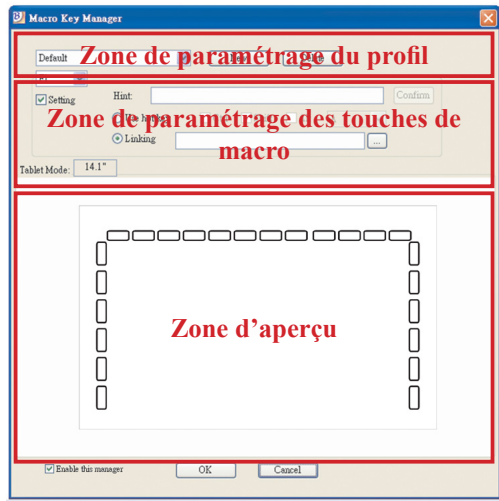 Macro Key Manager
Default
Zone de paramétrage du profil
Setting
Hint:
Confirm
Zone de paramétrage des touches de
macro
Linking
...
Tablet Mode:
14.1"
Zone d'aperçu
Enable this manager
OK
Cancel